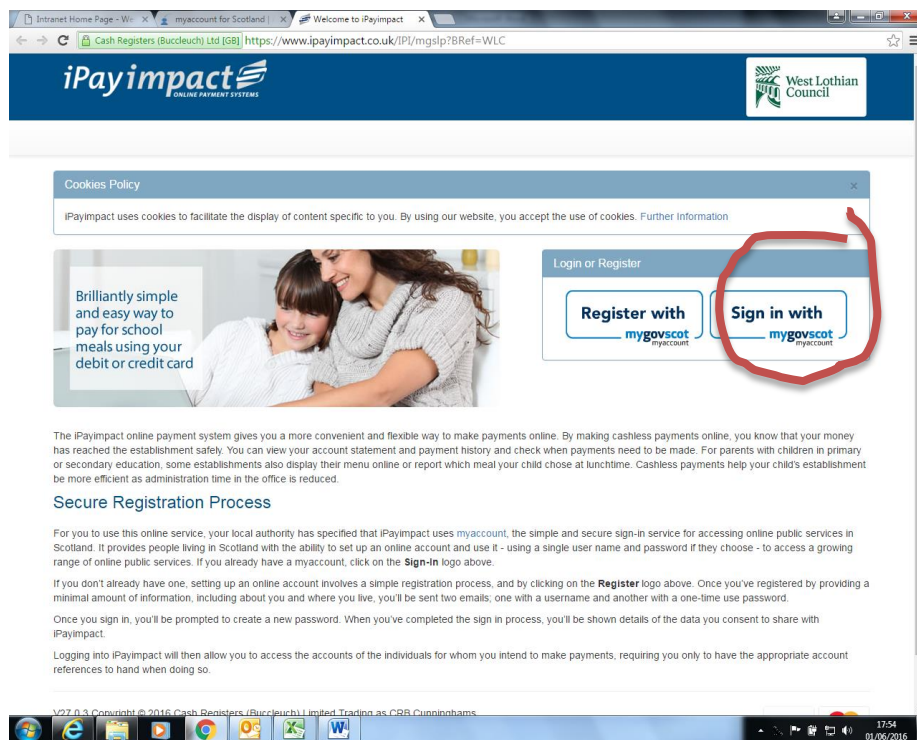 Intranet Home Page - We
myaccount for Scotland |
Welcome to iPayimpact
Cash Registers (Buccleuch) Ltd [GB] https://www.ipayimpact.co.uk/IPI/mgslp?BRef=WLC
iPayimpact
ONLINE PAYMENT SYSTEMS
West Lothian
Council
Cookies Policy
iPayimpact uses cookies to facilitate the display of content specific to you. By using our website, you accept the use of cookies. Further Information
Brilliantly simple
and easy way to
pay for school
meals using your
debit or credit card
Login or Register
Register with
mygovscot
myaccount
Sign in with
mygovscot
myaccount
The iPayimpact online payment system gives you a more convenient and flexible way to make payments online. By making cashless payments online, you know that your money
has reached the establishment safely. You can view your account statement and payment history and check when payments need to be made. For parents with children in primary
or secondary education, some establishments also display their menu online or report which meal your child chose at lunchtime. Cashless payments help your child's establishment
be more efficient as administration time in the office is reduced.
Secure Registration Process
For you to use this online service, your local authority has specified that iPayimpact uses myaccount, the simple and secure sign-in service for accessing online public services in
Scotland. It provides people living in Scotland with the ability to set up an online account and use it - using a single user name and password if they choose - to access a growing
range of online public services. If you already have a myaccount, click on the Sign-In logo above.
If you don't already have one, setting up an online account involves a simple registration process, and by clicking on the Register logo above. Once you've registered by providing a
minimal amount of information, including about you and where you live, you'll be sent two emails; one with a username and another with a one-time use password.
Once you sign in, you'll be prompted to create a new password. When you've completed the sign in process, you'll be shown details of the data you consent to share with
iPayimpact.
Logging into iPayimpact will then allow you to access the accounts of the individuals for whom you intend to make payments, requiring you only to have the appropriate account
references to hand when doing so.
V27.0.3 Copyright © 2016 Cash Registers (Buccleuch) Limited Trading as CRB Cunninghams
17:54
01/06/2016